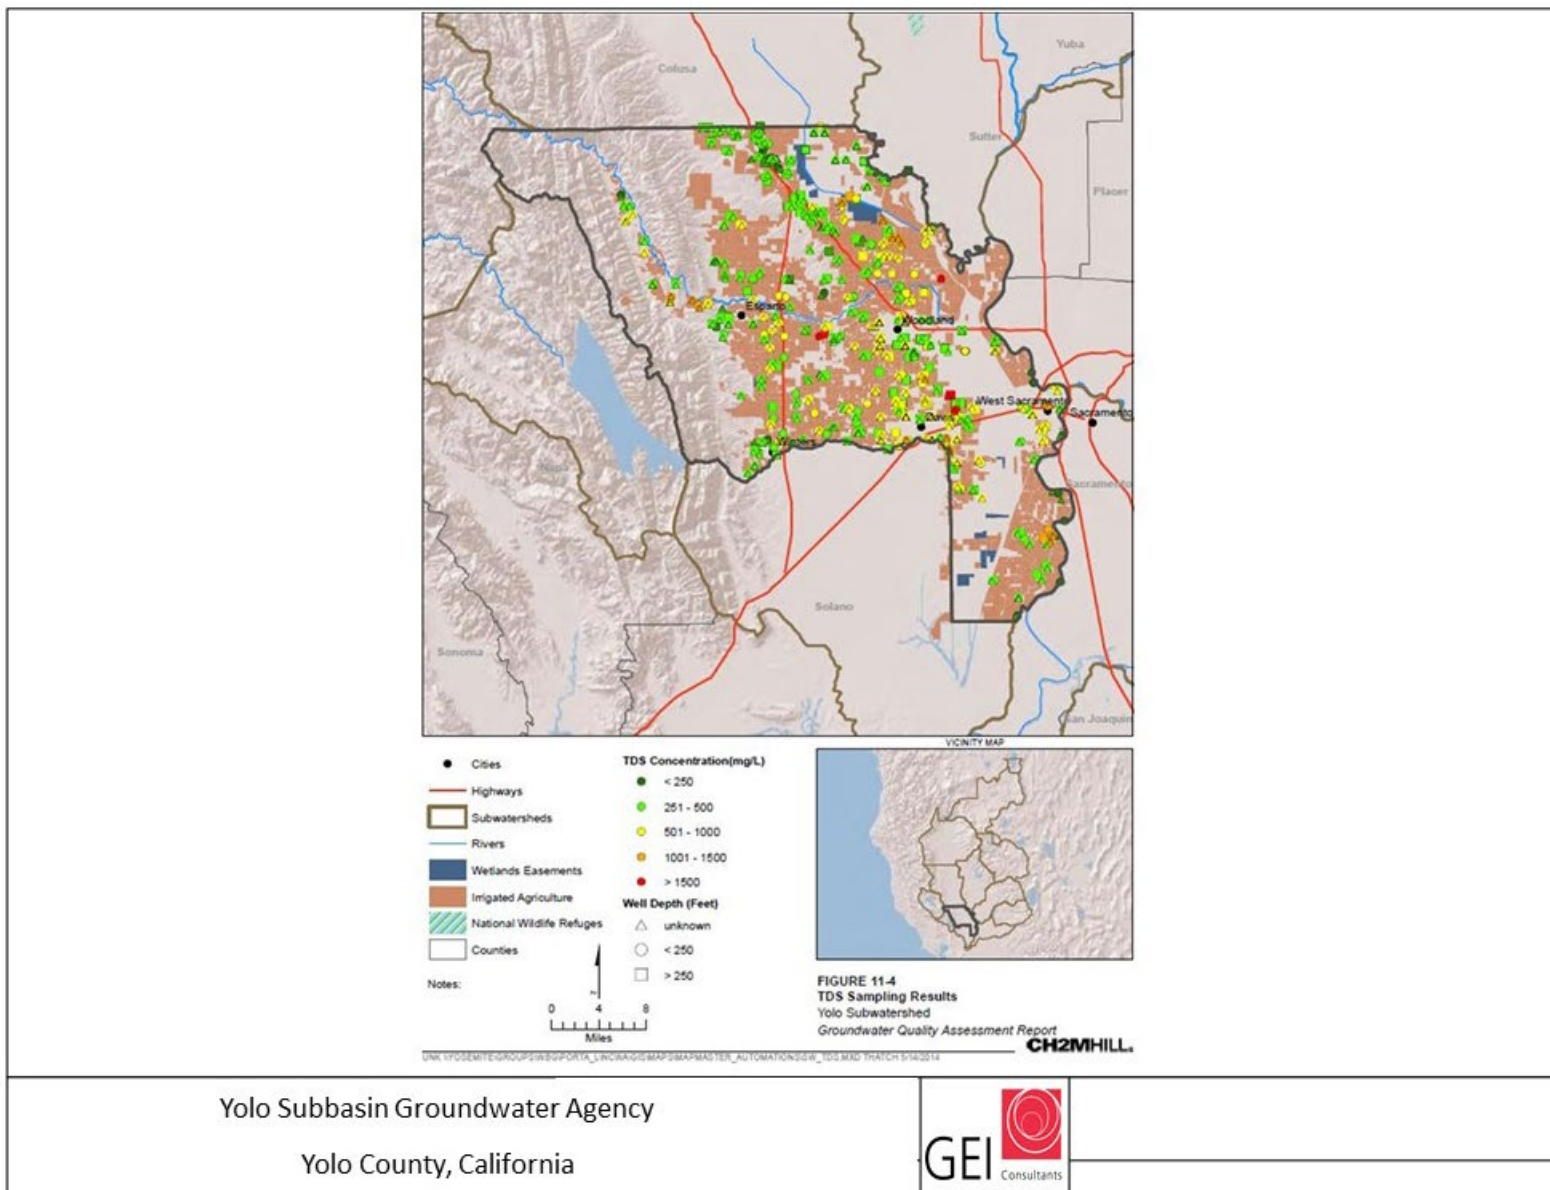 Colusa
Yuba
Sutter
Placer
Esparto
Woodland
West Sacramento
Sacramento
Davis
Winters
Napa
Sacramento
Solano
Sonoma
San Joaquin
VICINITY MAP
Cities
Highways
Subwatersheds
Rivers
Wetlands Easements
Irrigated Agriculture
National Wildlife Refuges
Counties
Notes:
TDS Concentration(mg/L)
< 250
251 - 500
501 - 1000
1001 - 1500
> 1500
Well Depth (Feet)
unknown
< 250
> 250
0 4 8
Miles
FIGURE 11-4
TDS Sampling Results
Yolo Subwatershed
Groundwater Quality Assessment Report
CH2MHILL.
Yolo Subbasin Groundwater Agency
Yolo County, California
GEI
Consultants